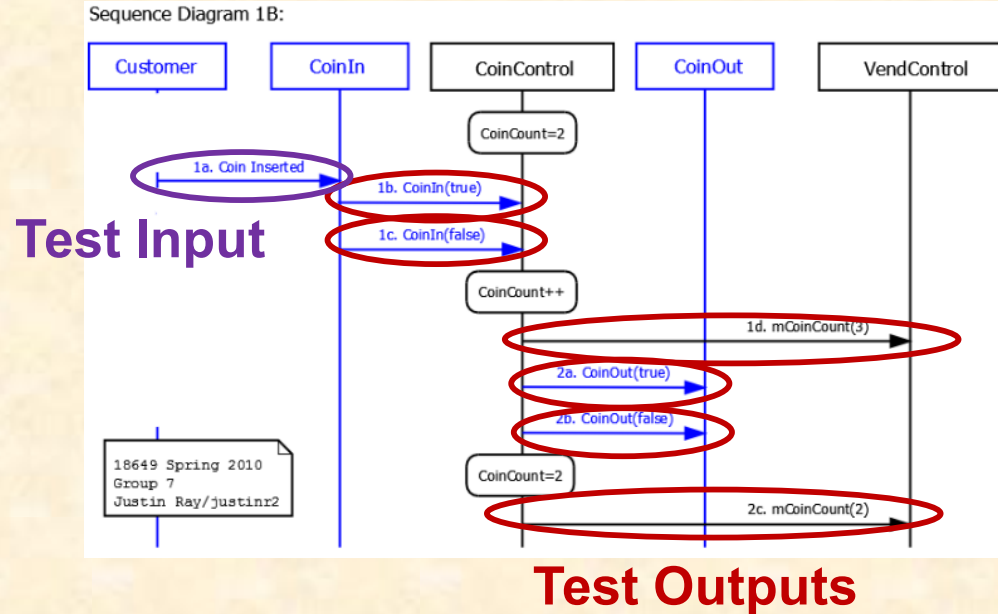 Sequence Diagram 1B:
Customer
CoinIn
CoinControl
CoinOut
VendControl
CoinCount=2
1a. Coin Inserted
1b. CoinIn(true)
Test Input
1c. CoinIn(false)
CoinCount++
1d. mCoinCount(3)
2a. CoinOut(true)
2b. CoinOut(false)
18649 Spring 2010
Group 7
Justin Ray/justinr2
CoinCount=2
2c. mCoinCount(2)
Test Outputs